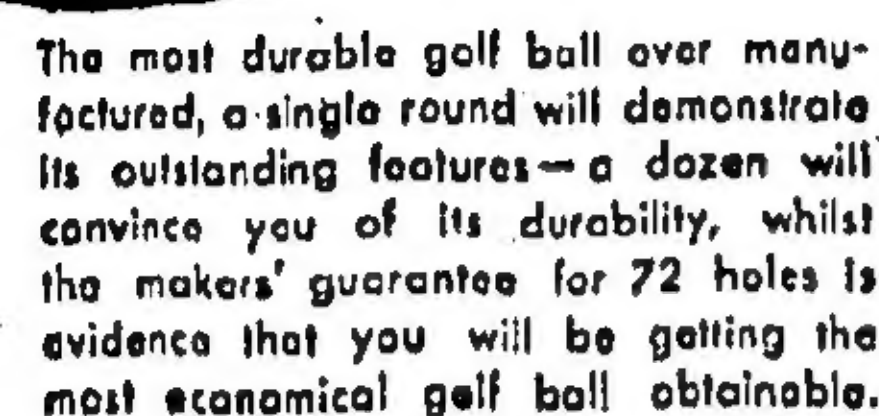 The most durable golf ball ever manu-
factured, a single round will demonstrate
its outstanding features — a dozen will
convince you of its durability, whilst
the makers' guarantee for 72 holes is
evidence that you will be getting the
most economical golf ball obtainable.